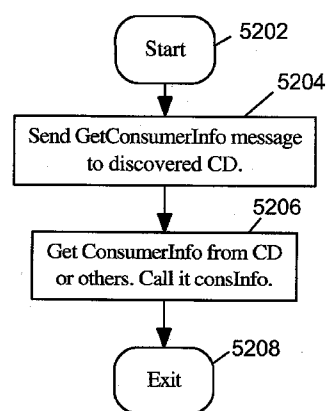 Start
5202
5204
Send GetConsumerInfo message
to discovered CD.
5206
Get ConsumerInfo from CD
or others. Call it consInfo.
5208
Exit